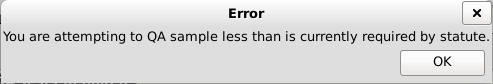 Error
You are attempting to QA sample less than is currently required by statute.
OK